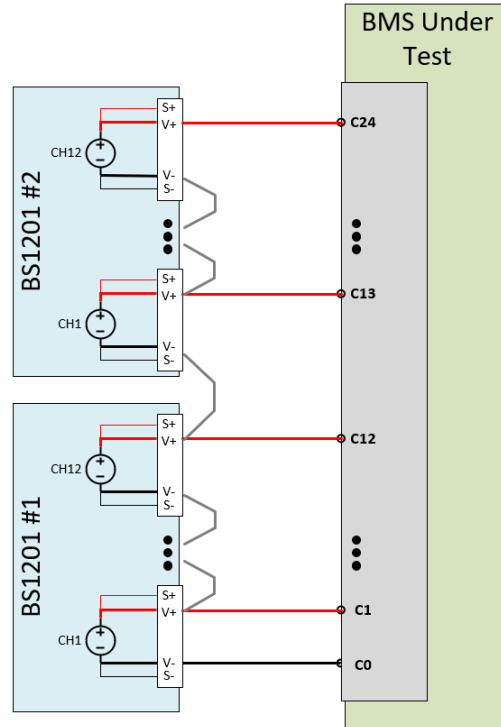 BMS Under
Test
BS1201 #2
CH12
S+
V+
V-
S-
C24
CH1
S+
V+
V-
S-
C13
BS1201 #1
CH12
S+
V+
V-
S-
C12
CH1
S+
V+
V-
S-
C1
C0